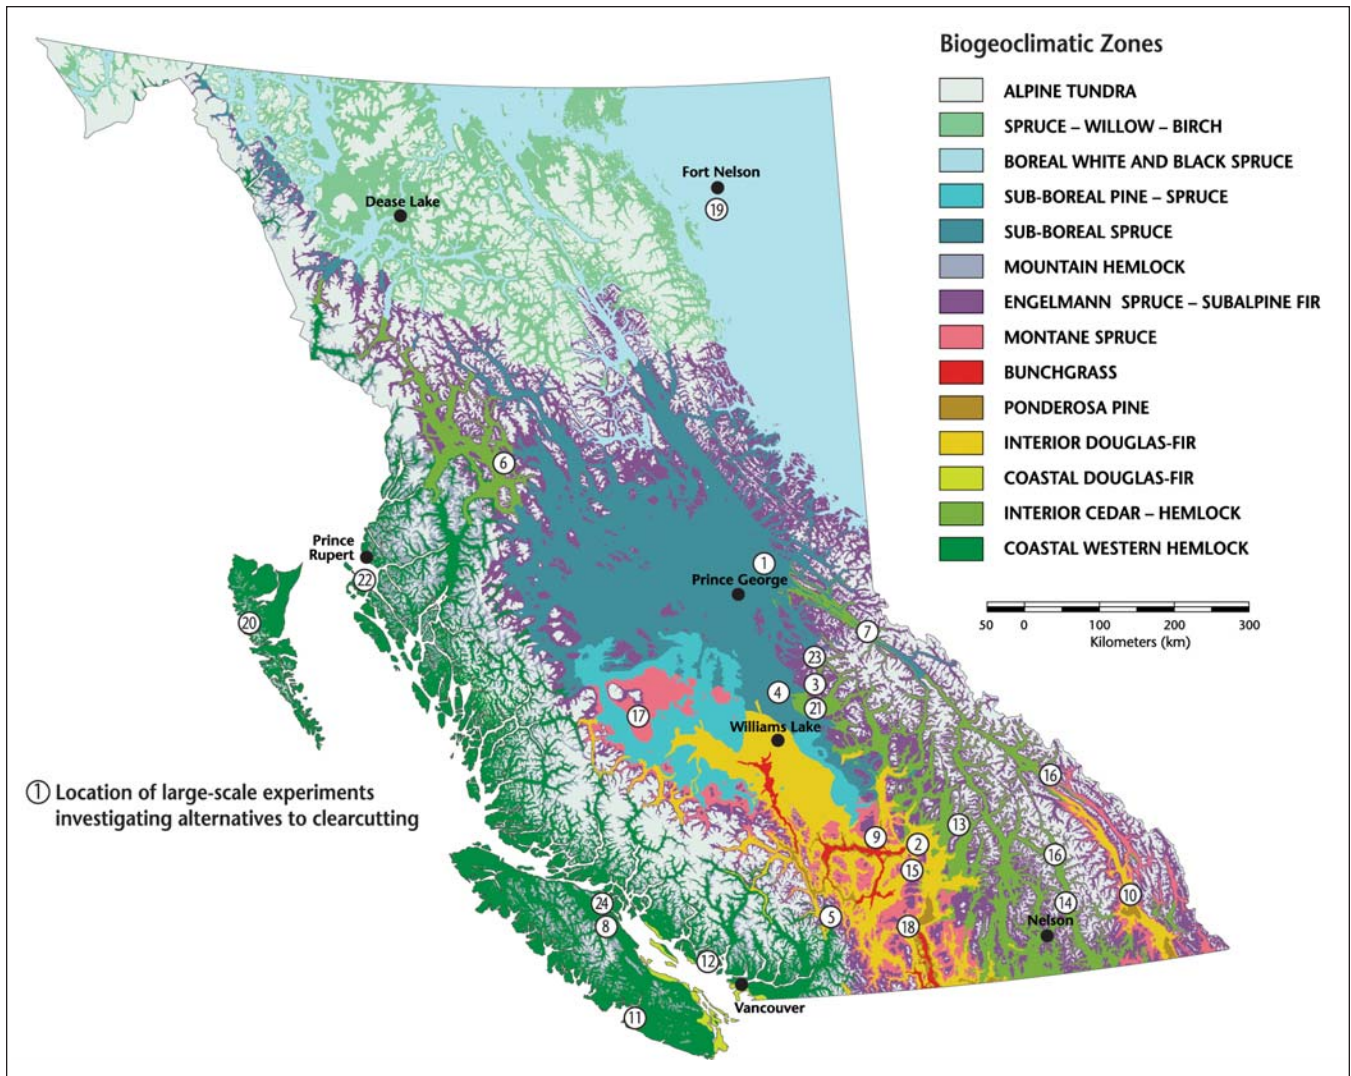 Biogeoclimatic Zones
ALPINE TUNDRA
SPRUCE – WILLOW – BIRCH
BOREAL WHITE AND BLACK SPRUCE
SUB-BOREAL PINE – SPRUCE
SUB-BOREAL SPRUCE
MOUNTAIN HEMLOCK
ENGELMANN SPRUCE – SUBALPINE FIR
MONTANE SPRUCE
BUNCHGRASS
PONDEROSA PINE
INTERIOR DOUGLAS-FIR
COASTAL DOUGLAS-FIR
INTERIOR CEDAR – HEMLOCK
COASTAL WESTERN HEMLOCK
50 0 100 200 300
Kilometers (km)
Fort Nelson
19
Dease Lake
6
Prince
Rupert
22
20
1
Prince George
7
23
3
4
21
17
Williams Lake
16
13
9
2
15
16
10
14
Nelson
5
18
24
8
12
Vancouver
11
1 Location of large-scale experiments
investigating alternatives to clearcutting